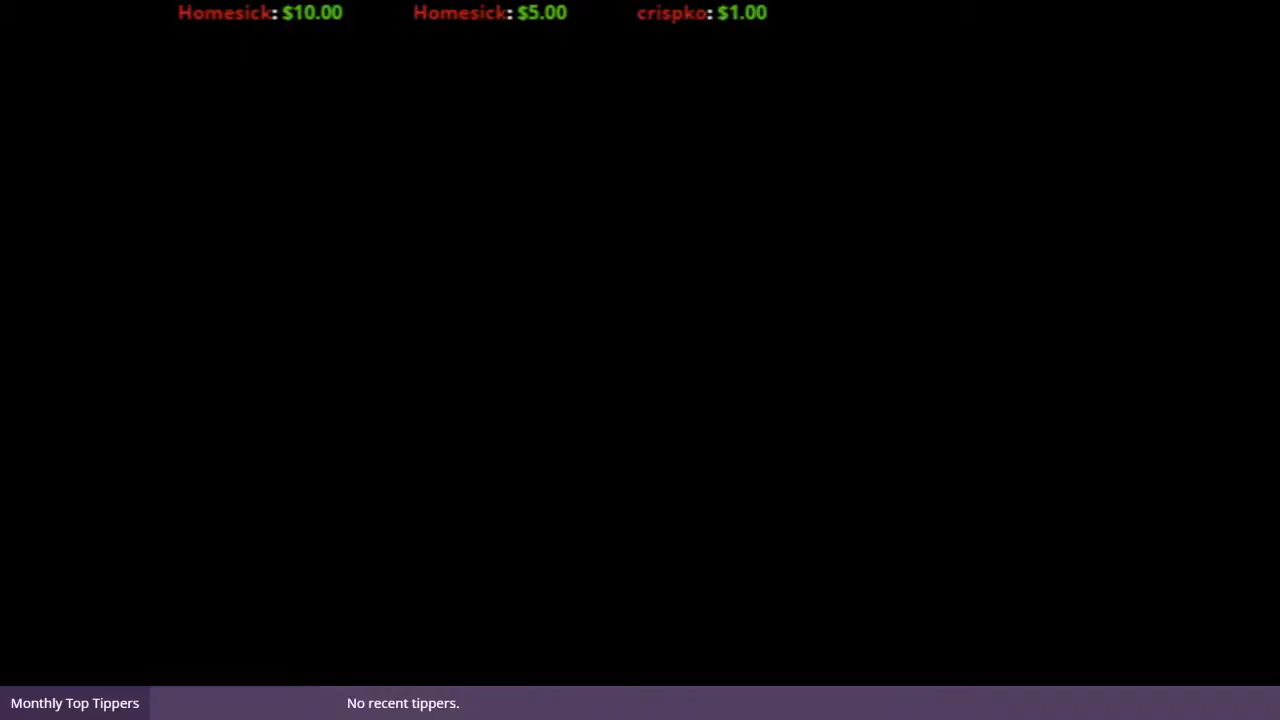 Homesick: $10.00 Homesick: $5.00 crispko: $1.00
Monthly Top Tippers No recent tippers.